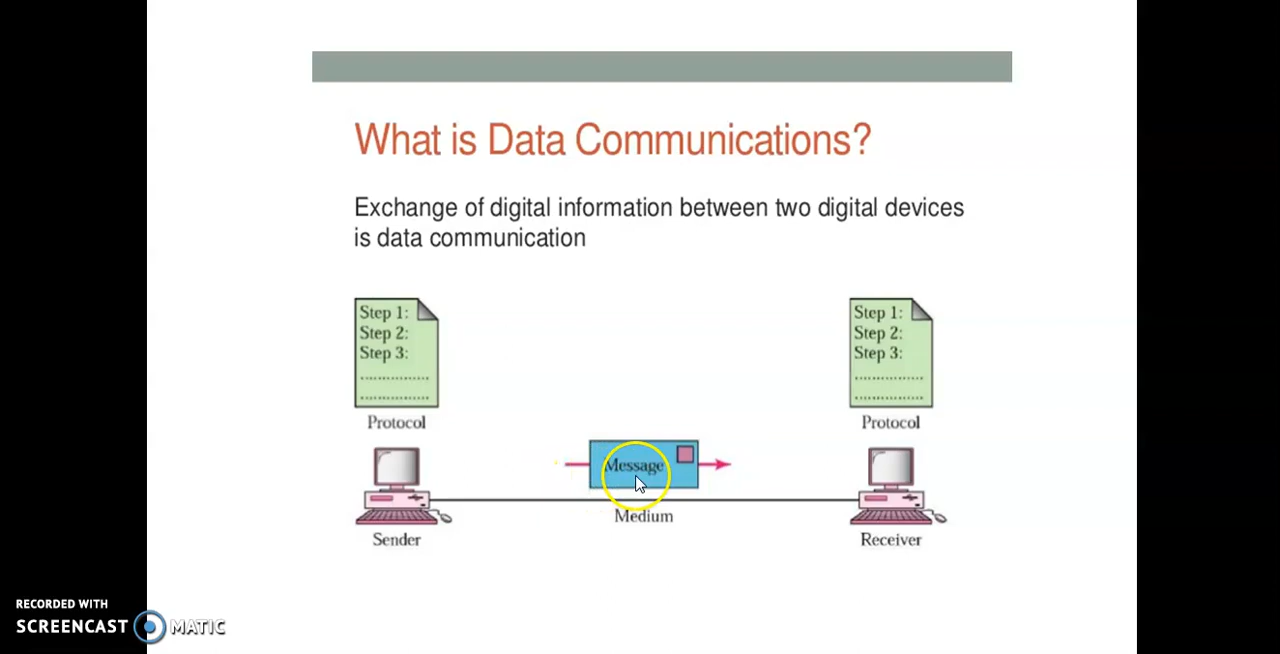 What is Data Communications?
Exchange of digital information between two digital devices
is data communication
Step 1:
Step 2:
Step 3:
Protocol
Step 1:
Step 2:
Step 3:
Protocol
Message
Medium
Sender
Receiver
RECORDED WITH
SCREENCAST MATIC